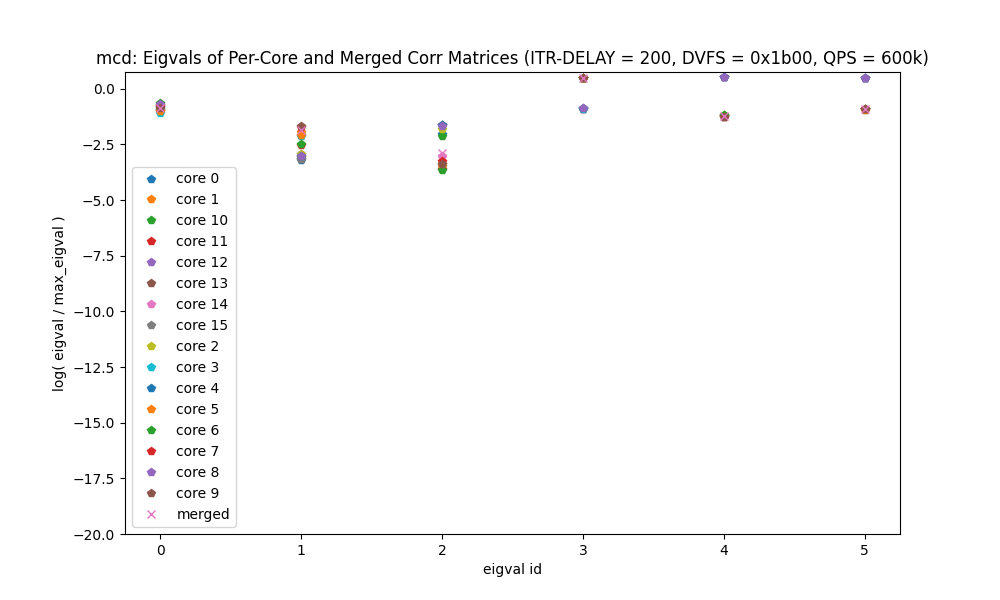 mcd: Eigvals of Per-Core and Merged Corr Matrices (ITR-DELAY = 200, DVFS = 0x1b00, QPS = 600k)
log( eigval / max_eigval )
0.0
−2.5
−5.0
−7.5
−10.0
−12.5
−15.0
−17.5
−20.0
core 0
core 1
core 10
core 11
core 12
core 13
core 14
core 15
core 2
core 3
core 4
core 5
core 6
core 7
core 8
core 9
merged
0 1 2 3 4 5
eigval id